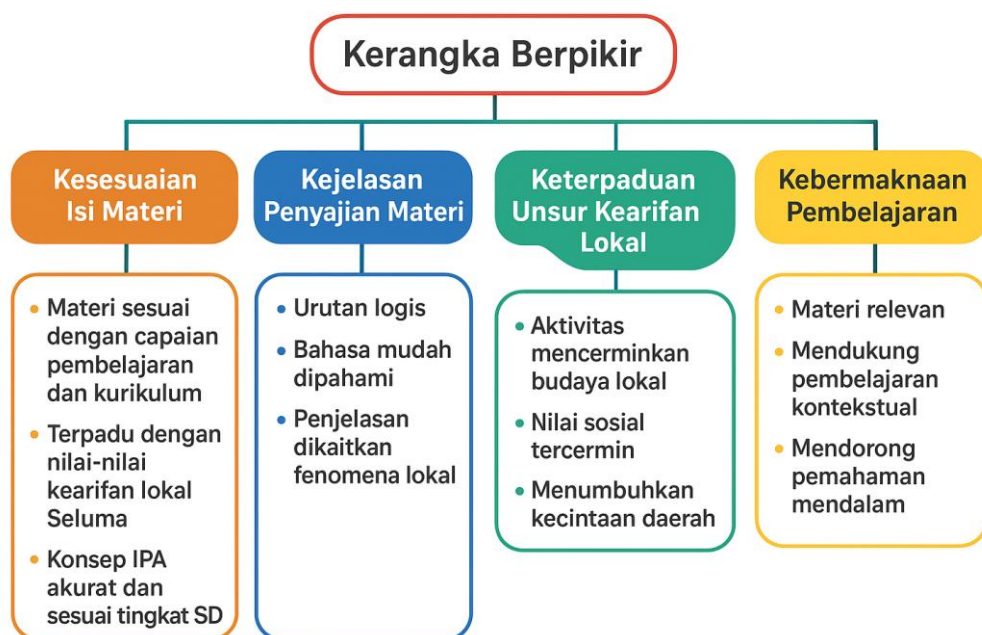 Kerangka Berpikir
Kesesuaian
Isi Materi
• Materi sesuai
dengan capaian
pembelajaran
dan kurikulum
• Terpadu dengan
nilai-nilai
kearifan lokal
Seluma
• Konsep IPA
akurat dan
sesuai tingkat SD
Kejelasan
Penyajian Materi
• Urutan logis
• Bahasa mudah
dipahami
• Penjelasan
dikaitkan
fenomena lokal
Keterpaduan
Unsur Kearifan
Lokal
• Aktivitas
mencerminkan
budaya lokal
• Nilai sosial
tercermin
• Menumbuhkan
kecintaan daerah
Kebermaknaan
Pembelajaran
• Materi relevan
• Mendukung
pembelajaran
kontekstual
• Mendorong
pemahaman
mendalam